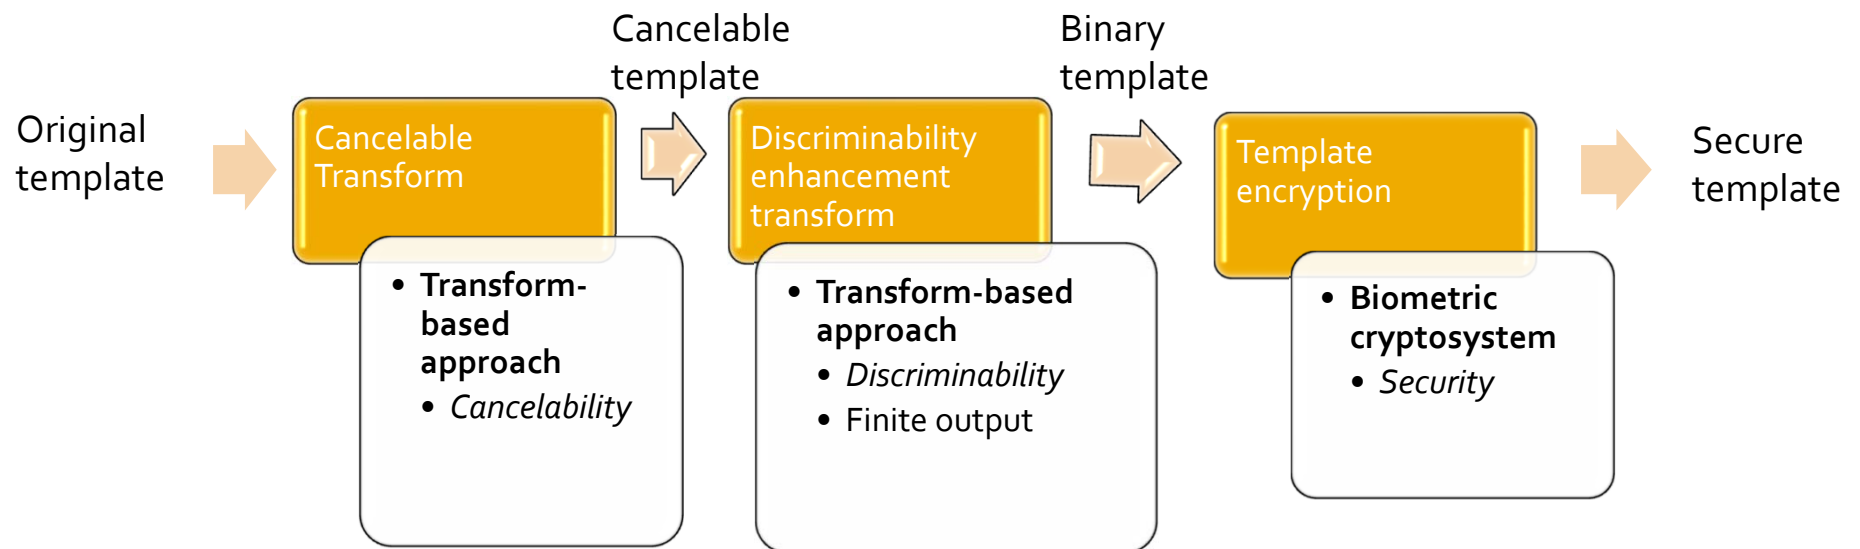 Original
template
Cancelable
Transform
• Transform-
based
approach
• Cancelability
Cancelable
template
Discriminability
enhancement
transform
• Transform-based
approach
• Discriminability
• Finite output
Binary
template
Template
encryption
• Biometric
cryptosystem
• Security
Secure
template